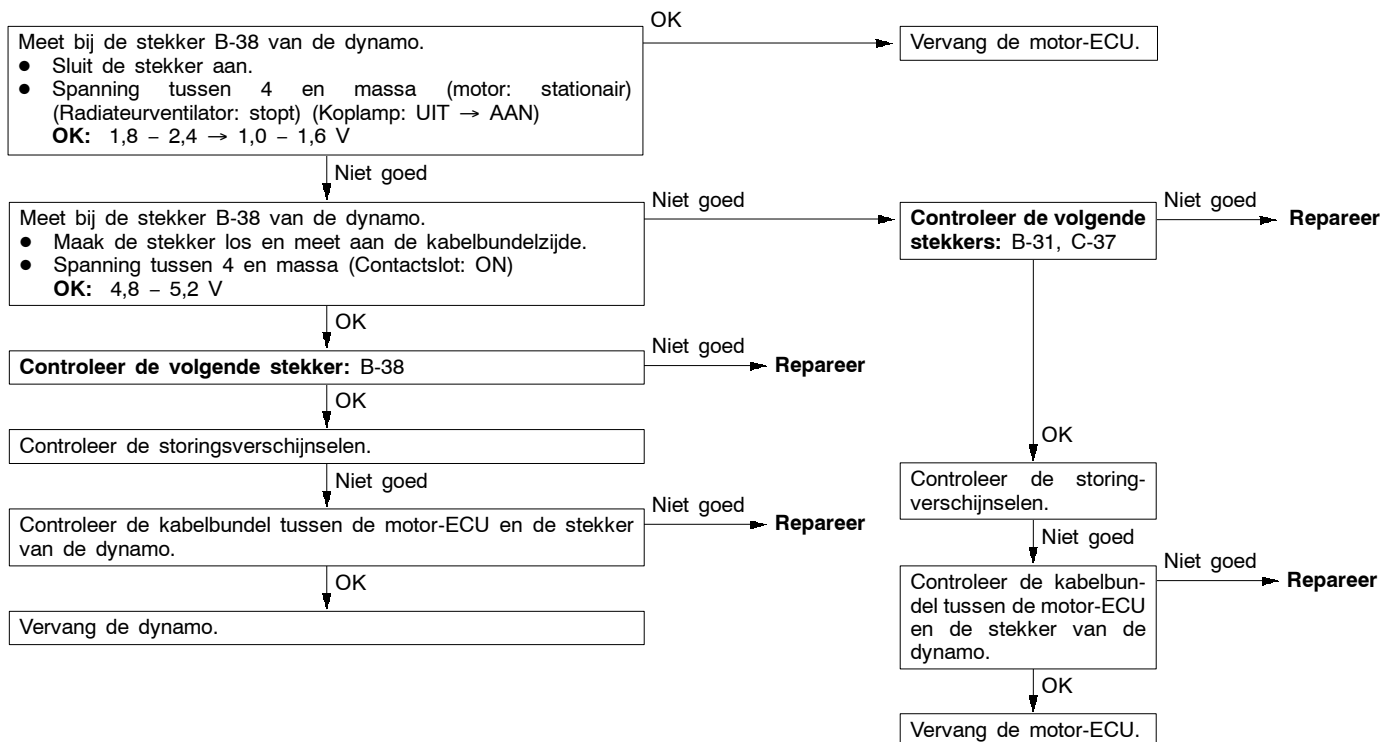 Meet bij de stekker B-38 van de dynamo.
● Sluit de stekker aan.
● Spanning tussen 4 en massa (motor: stationair)
(Radiateurventilator: stopt) (Koplamp: UIT → AAN)
OK: 1,8 – 2,4 → 1,0 – 1,6 V
OK
Vervang de motor-ECU.
Niet goed
Meet bij de stekker B-38 van de dynamo.
● Maak de stekker los en meet aan de kabelbundelzijde.
● Spanning tussen 4 en massa (Contactslot: ON)
OK: 4,8 – 5,2 V
Niet goed
Controleer de volgende
stekkers: B-31, C-37
Niet goed
Repareer
OK
Controleer de volgende stekker: B-38
Niet goed
Repareer
OK
Controleer de storingsverschijnselen.
Niet goed
Controleer de kabelbundel tussen de motor-ECU en de stekker
van de dynamo.
Niet goed
Repareer
OK
Vervang de dynamo.
OK
Controleer de storing-
verschijnselen.
Niet goed
Controleer de kabelbun-
del tussen de motor-ECU
en de stekker van de
dynamo.
Niet goed
Repareer
OK
Vervang de motor-ECU.